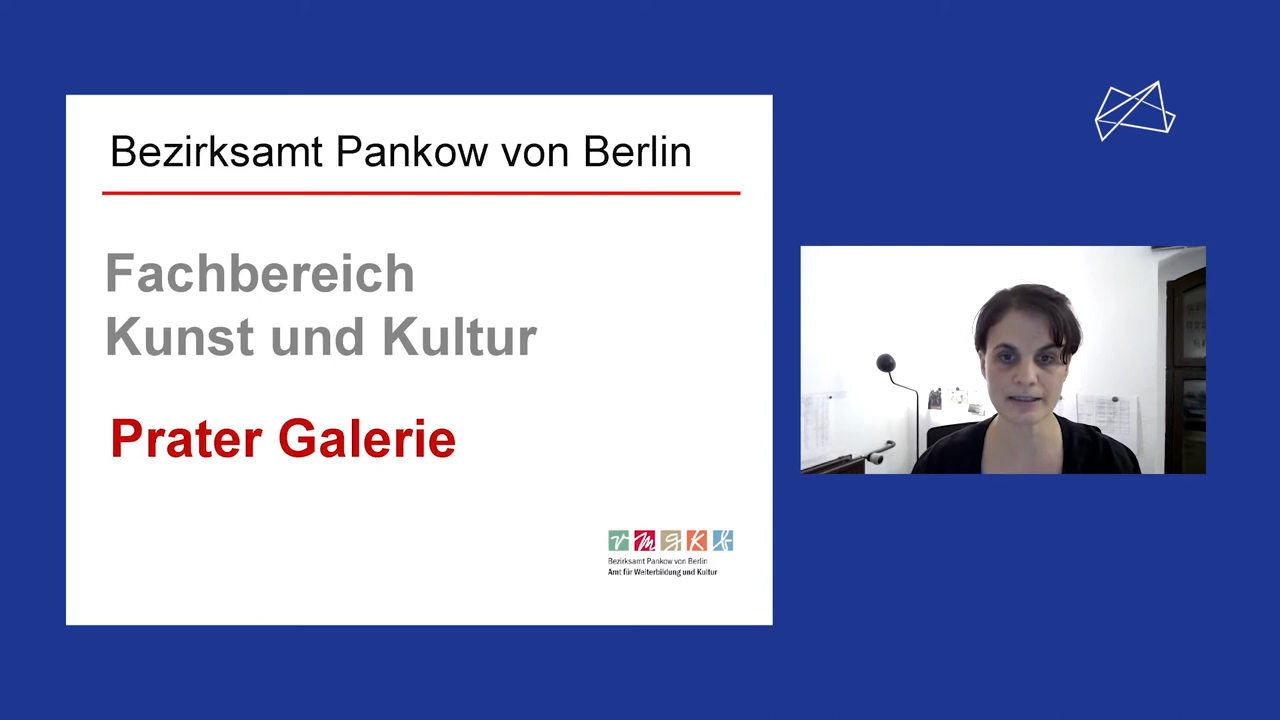 Bezirksamt Pankow von Berlin
Fachbereich
Kunst und Kultur
Prater Galerie
v m g K b
Bezirksamt Pankow von Berlin
Amt für Weiterbildung und Kultur